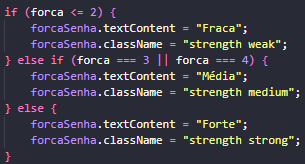 if (forca <= 2) {
    forcaSenha.textContent = "Fraca";
    forcaSenha.className = "strength weak";
} else if (forca === 3 || forca === 4) {
    forcaSenha.textContent = "Média";
    forcaSenha.className = "strength medium";
} else {
    forcaSenha.textContent = "Forte";
    forcaSenha.className = "strength strong";
}